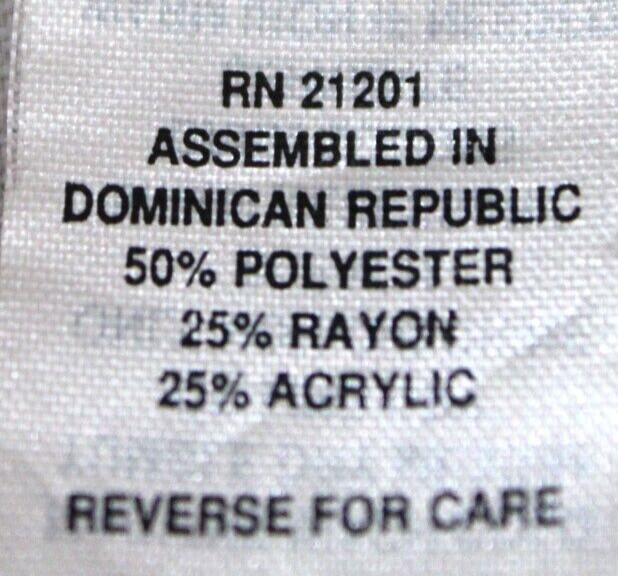 RN 21201
ASSEMBLED IN
DOMINICAN REPUBLIC
50% POLYESTER
25% RAYON
25% ACRYLIC
REVERSE FOR CARE